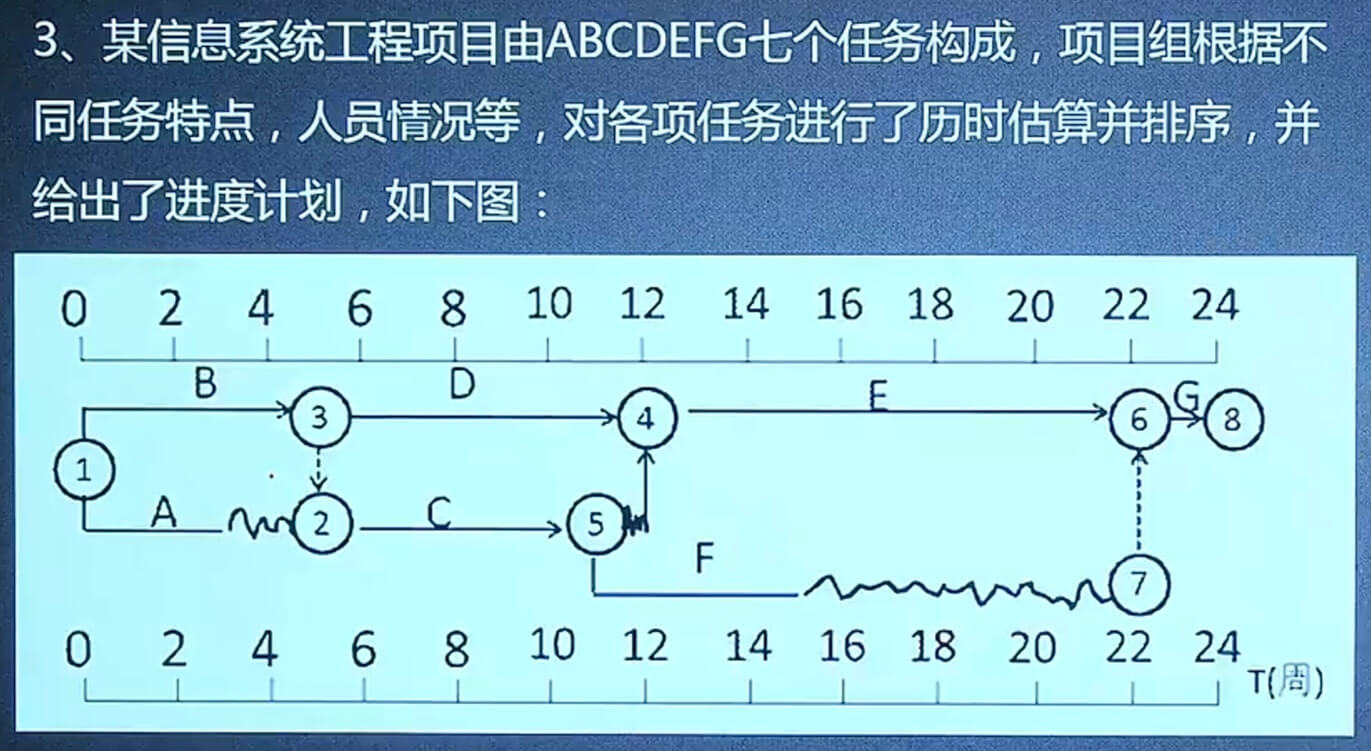 3、某信息系统工程项目由ABCDEFG七个任务构成，项目组根据不
同任务特点，人员情况等，对各项任务进行了历时估算并排序，并
给出了进度计划，如下图：
0 2 4 6 8 10 12 14 16 18 20 22 24
B D E G
3 4 6 8
1
A C
2 5
F
7
0 2 4 6 8 10 12 14 16 18 20 22 24
T(周)